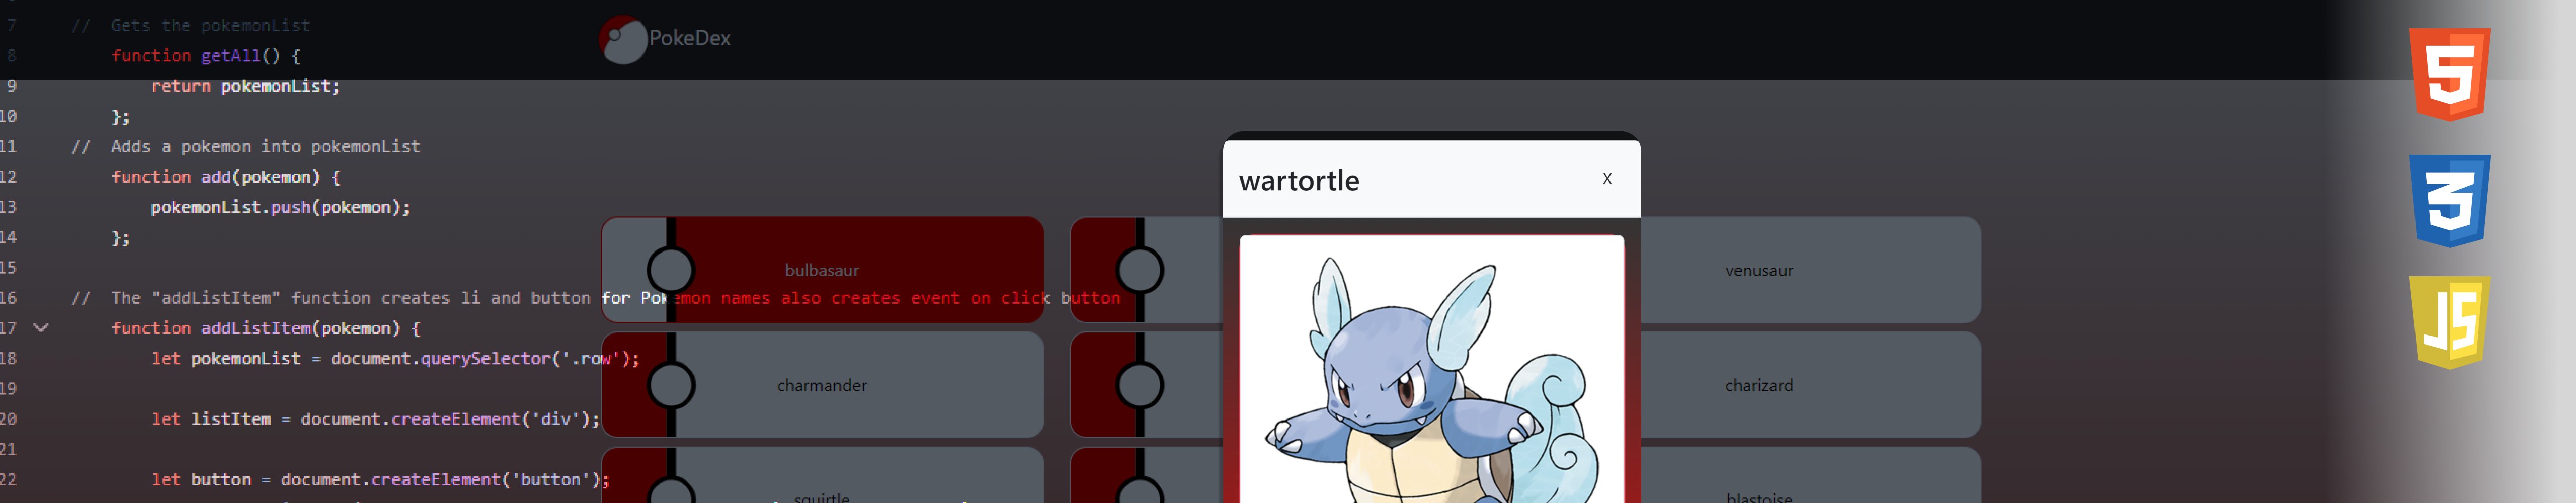 7 // Gets the pokemonList
8 function getAll() {
9 return pokemonList;
10 };
11 // Adds a pokemon into pokemonList
12 function add(pokemon) {
13 pokemonList.push(pokemon);
14 };
15
16 // The "addListItem" function creates li and button for Pokemon names also creates event on click button
17 function addListItem(pokemon) {
18 let pokemonList = document.querySelector('.row');
19
20 let listItem = document.createElement('div');
21
22 let button = document.createElement('button');
PokeDex
wartortle X
bulbasaur
venusaur
charmander
charizard
squirtle
blastoise
5
3
JS